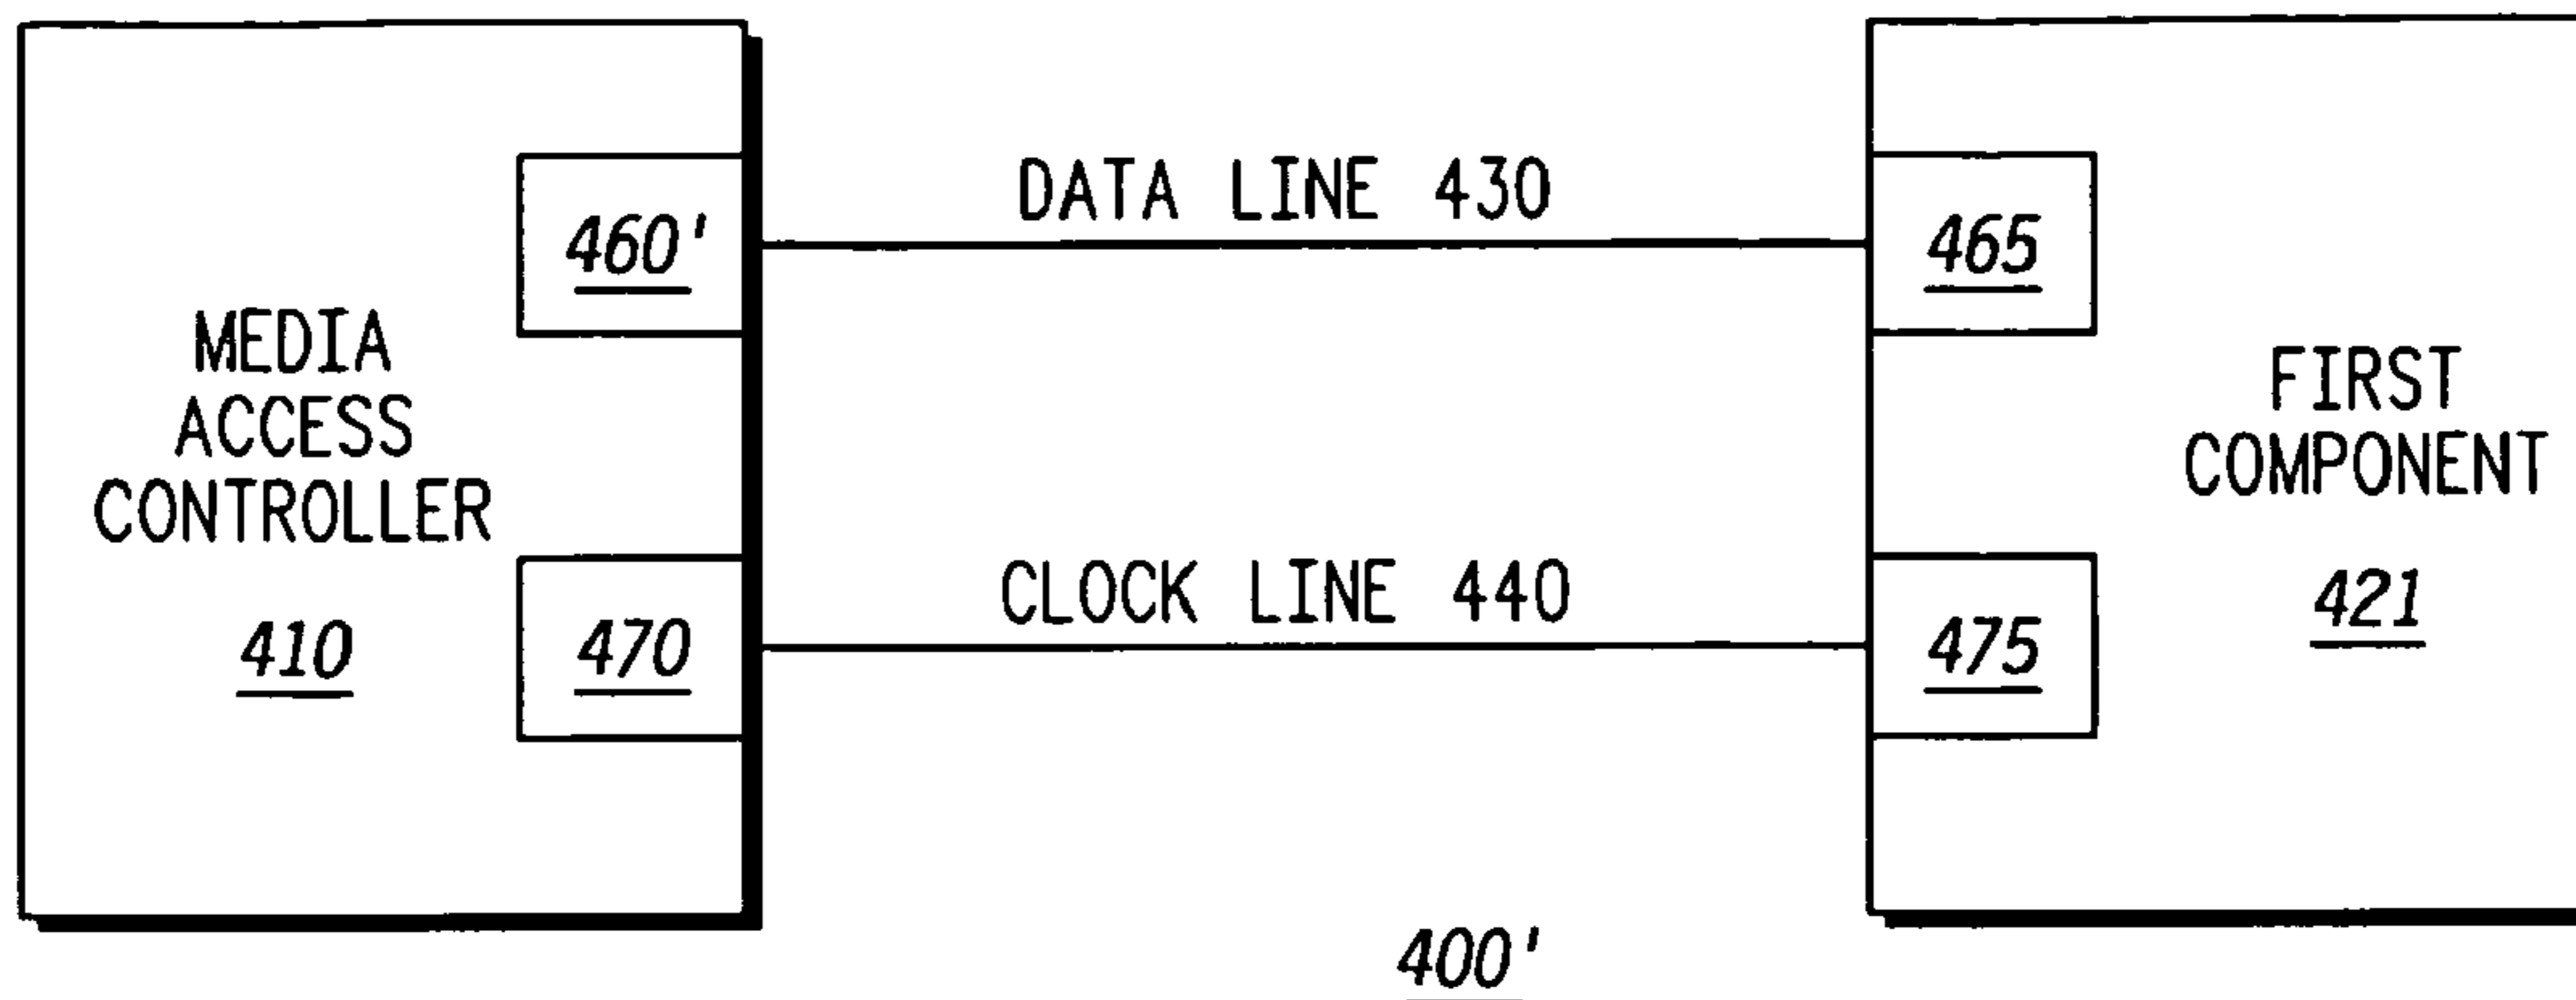 MEDIA
ACCESS
CONTROLLER
410
460'
470
DATA LINE 430
CLOCK LINE 440
465
475
FIRST
COMPONENT
421
400'